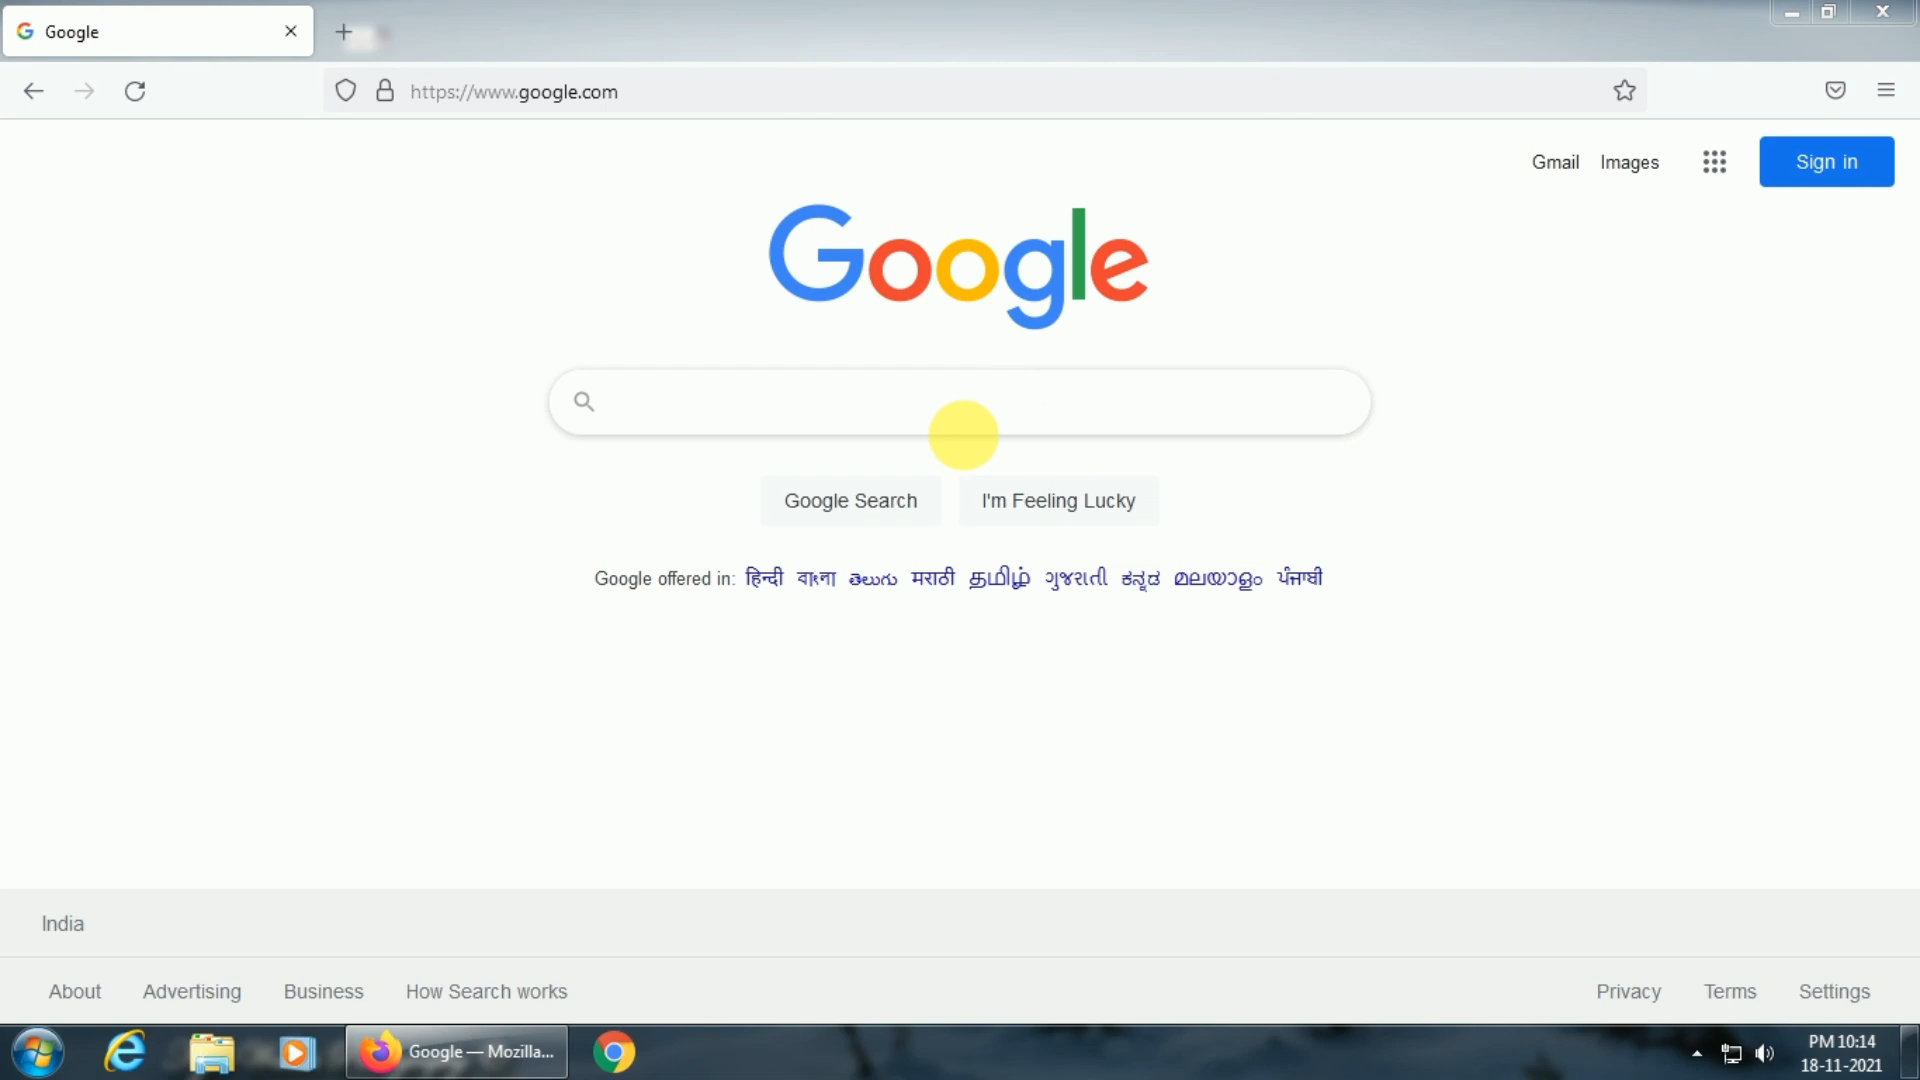 Google
https://www.google.com
Gmail Images Sign in
Google
Google Search I'm Feeling Lucky
Google offered in: हिन्दी বাংলা తెలుగు मराठी தமிழ் ગુજરાતી ಕನ್ನಡ മലയാളം ਪੰਜਾਬੀ
India
About Advertising Business How Search works Privacy Terms Settings
Google — Mozilla...
PM 10:14
18-11-2021